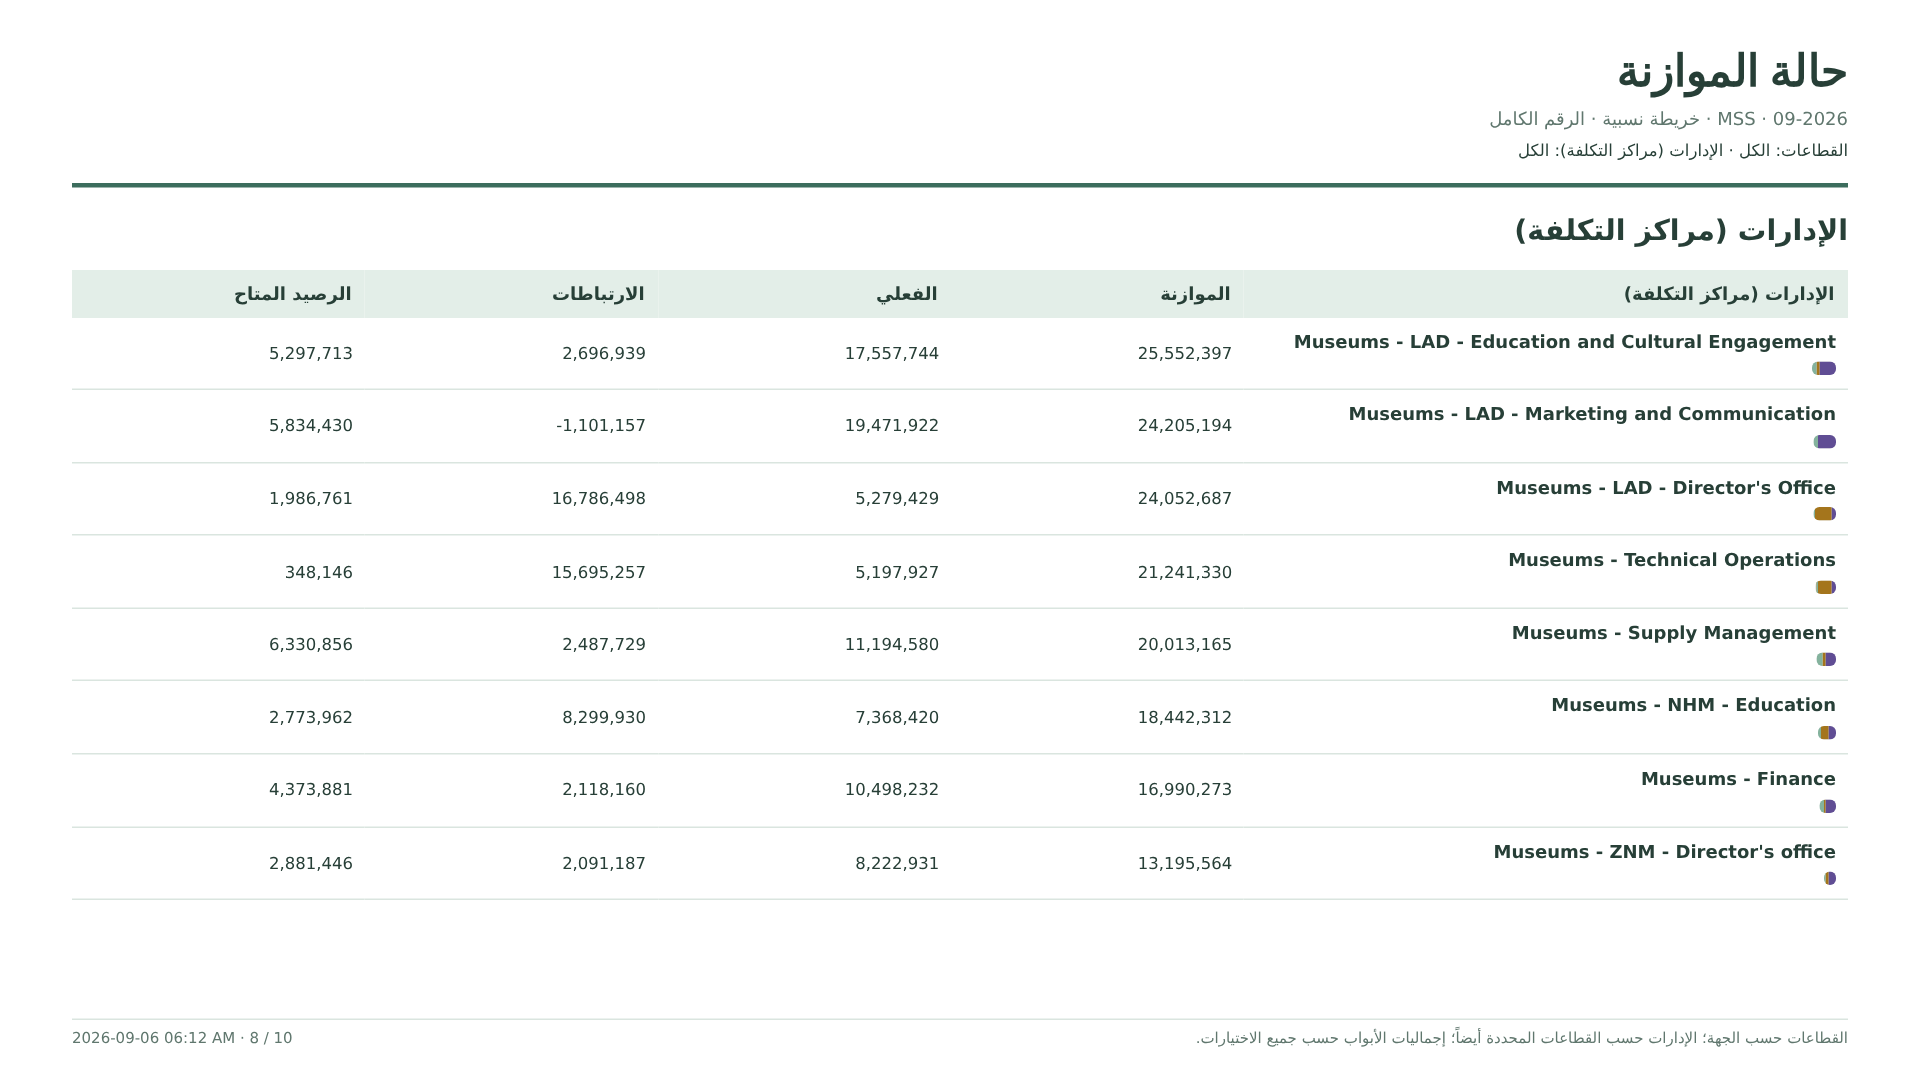 حالة الموازنة
MSS · 09-2026 · خريطة نسبية · الرقم الكامل
القطاعات: الكل · الإدارات (مراكز التكلفة): الكل
الإدارات (مراكز التكلفة)
الإدارات (مراكز التكلفة) الموازنة الفعلي الارتباطات الرصيد المتاح
Museums - LAD - Education and Cultural Engagement 25,552,397 17,557,744 2,696,939 5,297,713
Museums - LAD - Marketing and Communication 24,205,194 19,471,922 -1,101,157 5,834,430
Museums - LAD - Director's Office 24,052,687 5,279,429 16,786,498 1,986,761
Museums - Technical Operations 21,241,330 5,197,927 15,695,257 348,146
Museums - Supply Management 20,013,165 11,194,580 2,487,729 6,330,856
Museums - NHM - Education 18,442,312 7,368,420 8,299,930 2,773,962
Museums - Finance 16,990,273 10,498,232 2,118,160 4,373,881
Museums - ZNM - Director's office 13,195,564 8,222,931 2,091,187 2,881,446
القطاعات حسب الجهة؛ الإدارات حسب القطاعات المحددة أيضاً؛ إجماليات الأبواب حسب جميع الاختيارات.
2026-09-06 06:12 AM · 8 / 10